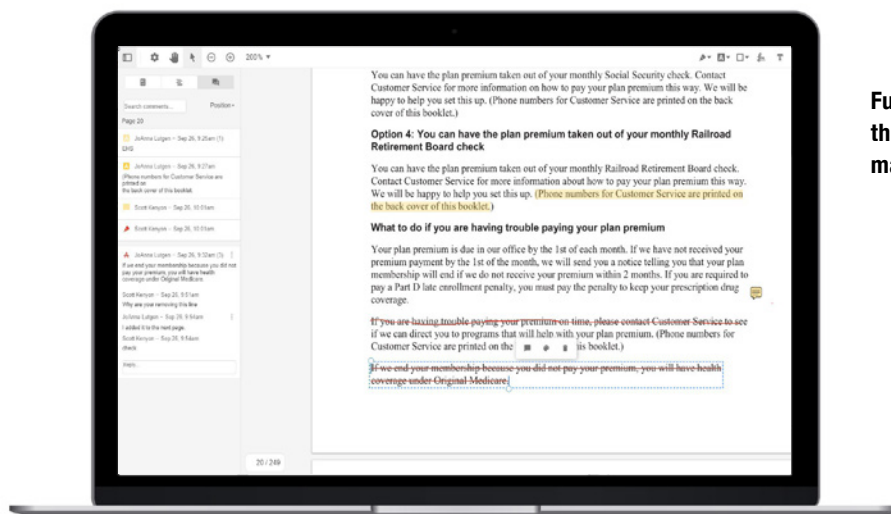 200%
Search comments...
Position
Page 20
JoAnna Lutgen - Sep 26, 9:26am (1)
EHG
JoAnna Lutgen - Sep 26, 9:27am
(Phone numbers for Customer Service are
printed on
the back cover of this booklet.
Scott Kenyon - Sep 26, 10:01am
Scott Kenyon - Sep 26, 10:01am
JoAnna Lutgen - Sep 26, 9:32am (3)
If we end your membership because you did not
pay your premium, you will have health
coverage under Original Medicare.
Scott Kenyon - Sep 26, 9:51am
Why are your removing this line
JoAnna Lutgen - Sep 26, 9:54am
I added it to the next page.
Scott Kenyon - Sep 26, 9:54am
check
20 / 249
You can have the plan premium taken out of your monthly Social Security check. Contact
Customer Service for more information on how to pay your plan premium this way. We will be
happy to help you set this up. (Phone numbers for Customer Service are printed on the back
cover of this booklet.)
Option 4: You can have the plan premium taken out of your monthly Railroad
Retirement Board check
You can have the plan premium taken out of your monthly Railroad Retirement Board check.
Contact Customer Service for more information about how to pay your plan premium this way.
We will be happy to help you set this up. (Phone numbers for Customer Service are printed on
the back cover of this booklet.)
What to do if you are having trouble paying your plan premium
Your plan premium is due in our office by the 1st of each month. If we have not received your
premium payment by the 1st of the month, we will send you a notice telling you that your plan
membership will end if we do not receive your premium within 2 months. If you are required to
pay a Part D late enrollment penalty, you must pay the penalty to keep your prescription drug
coverage.
If you are having trouble paying your premium on time, please contact Customer Service to see
if we can direct you to programs that will help with your plan premium. (Phone numbers for
Customer Service are printed on the is booklet.)
If we end your membership because you did not pay your premium, you will have health
coverage under Original Medicare.
Fu
th
ma